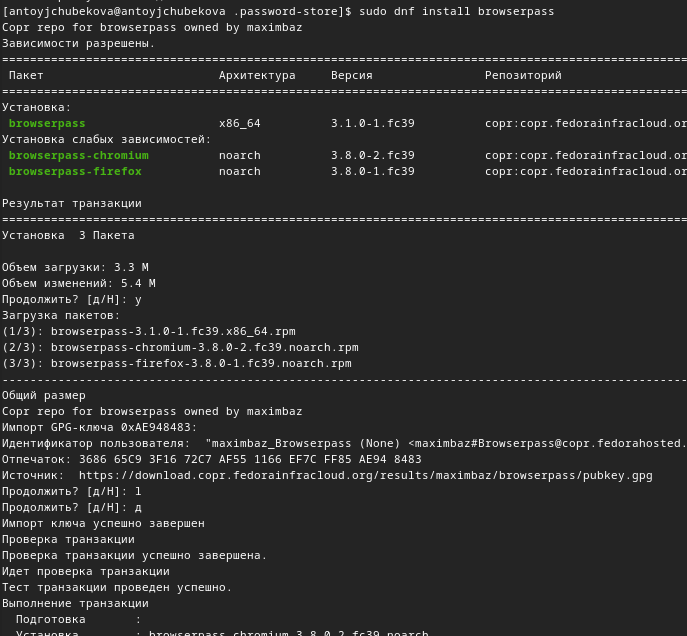 [antoyjchubekova@antoyjchubekova .password-store]$ sudo dnf install browserpass
Copr repo for browserpass owned by maximbaz
Зависимости разрешены.
================================================================================
Пакет Архитектура Версия Репозиторий
================================================================================
Установка:
browserpass x86_64 3.1.0-1.fc39 copr:copr.fedorainfracloud.or
Установка слабых зависимостей:
browserpass-chromium noarch 3.8.0-2.fc39 copr:copr.fedorainfracloud.or
browserpass-firefox noarch 3.8.0-1.fc39 copr:copr.fedorainfracloud.or
Результат транзакции
================================================================================
Установка 3 Пакета
Объем загрузки: 3.3 M
Объем изменений: 5.4 M
Продолжить? [д/Н]: y
Загрузка пакетов:
(1/3): browserpass-3.1.0-1.fc39.x86_64.rpm
(2/3): browserpass-chromium-3.8.0-2.fc39.noarch.rpm
(3/3): browserpass-firefox-3.8.0-1.fc39.noarch.rpm
--------------------------------------------------------------------------------
Общий размер
Copr repo for browserpass owned by maximbaz
Импорт GPG-ключа 0xAE948483:
Идентификатор пользователя: "maximbaz_Browserpass (None) <maximbaz#Browserpass@copr.fedorahosted.
Отпечаток: 3686 65C9 3F16 72C7 AF55 1166 EF7C FF85 AE94 8483
Источник: https://download.copr.fedorainfracloud.org/results/maximbaz/browserpass/pubkey.gpg
Продолжить? [д/Н]: l
Продолжить? [д/Н]: д
Импорт ключа успешно завершен
Проверка транзакции
Проверка транзакции успешно завершена.
Идет проверка транзакции
Тест транзакции проведен успешно.
Выполнение транзакции
Подготовка :
Установка : browserpass-chromium-3.8.0-2.fc39.noarch